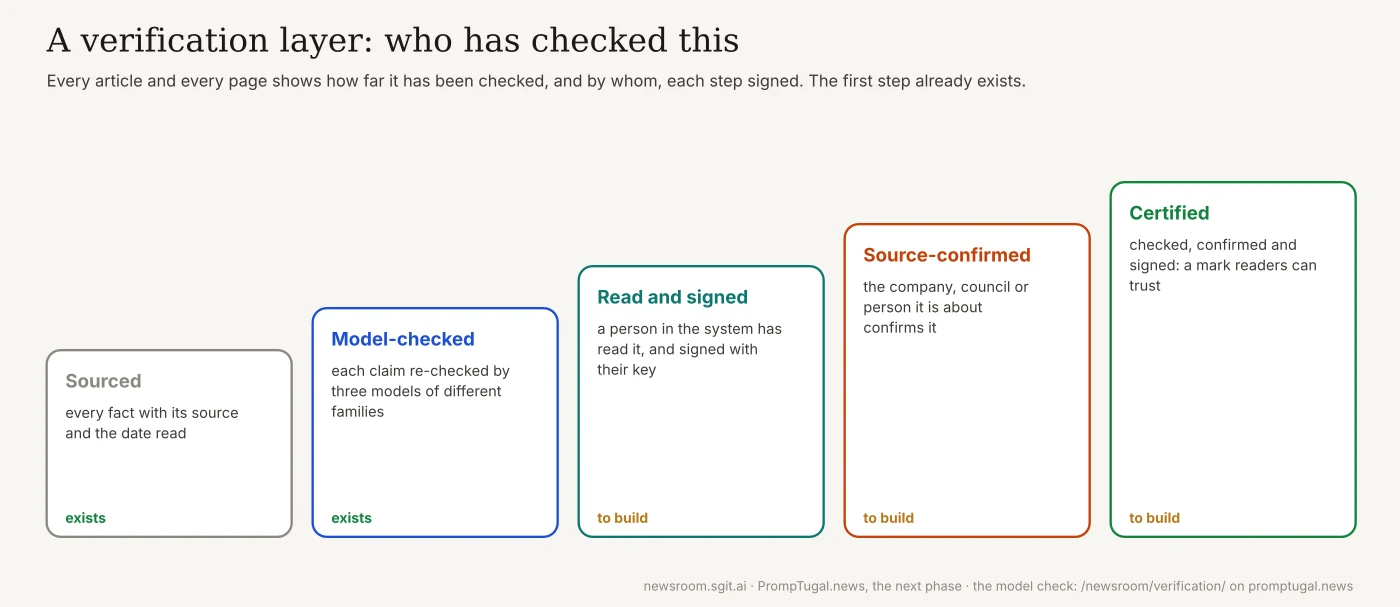 A verification layer: who has checked this
Every article and every page shows how far it has been checked, and by whom, each step signed. The first step already exists.
Sourced
every fact with its source
and the date read
exists
Model-checked
each claim re-checked by
three models of different
families
exists
Read and signed
a person in the system has
read it, and signed with
their key
to build
Source-confirmed
the company, council or
person it is about
confirms it
to build
Certified
checked, confirmed and
signed: a mark readers can
trust
to build
newsroom.sgit.ai · PrompTugal.news, the next phase · the model check: /newsroom/verification/ on promptugal.news